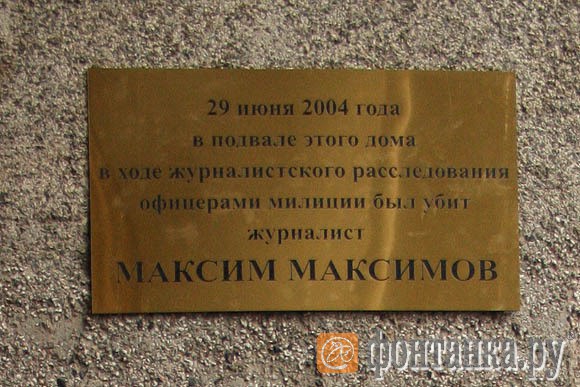 29 июня 2004 года
в подвале этого дома
в ходе журналистского расследования
офицерами милиции был убит
журналист
МАКСИМ МАКСИМОВ
фонтанка.ру